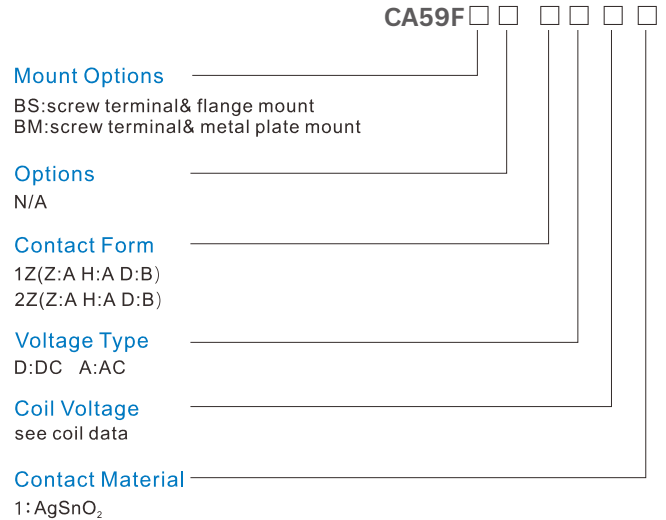 CA59F□□ □□□□
Mount Options
BS:screw terminal& flange mount
BM:screw terminal& metal plate mount
Options
N/A
Contact Form
1Z(Z:A H:A D:B)
2Z(Z:A H:A D:B)
Voltage Type
D:DC A:AC
Coil Voltage
see coil data
Contact Material
1:AgSnO₂